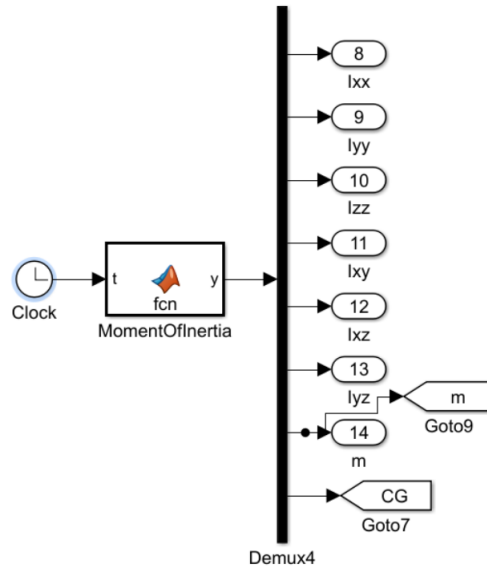 8
Ixx
9
Iyy
10
Izz
11
Ixy
t
y
fcn
Clock
MomentOfInertia
12
Ixz
13
Iyz
m
Goto9
14
m
CG
Goto7
Demux4